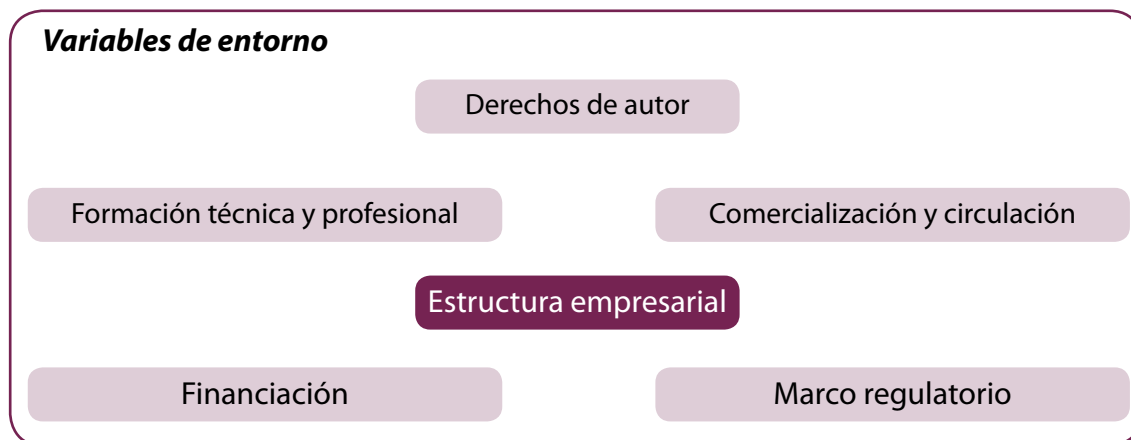 Variables de entorno
Derechos de autor
Formación técnica y profesional
Comercialización y circulación
Estructura empresarial
Financiación
Marco regulatorio